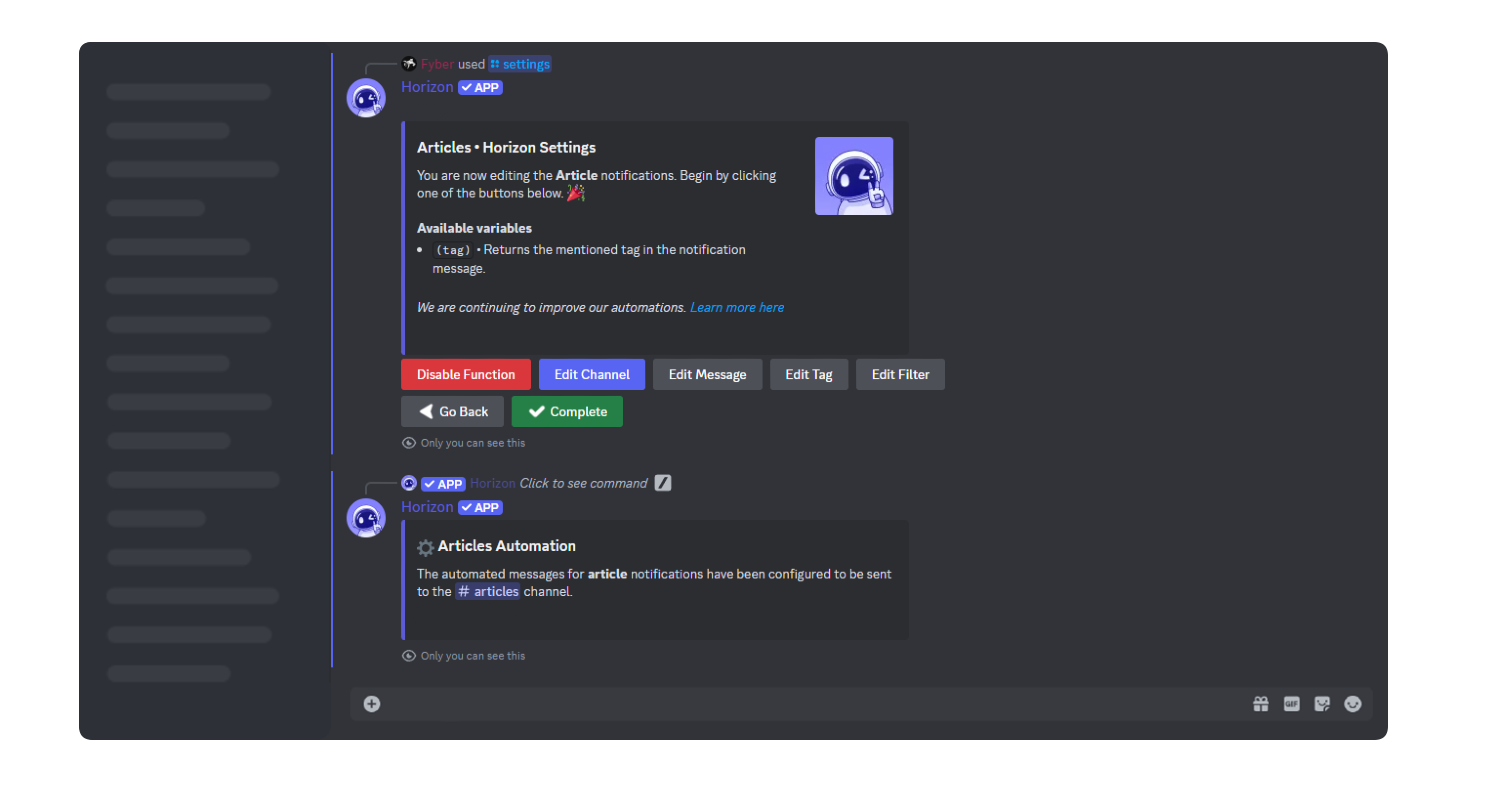 Fyber used settings
Horizon APP
Articles • Horizon Settings
You are now editing the Article notifications. Begin by clicking
one of the buttons below. 🎉
Available variables
• (tag) • Returns the mentioned tag in the notification
message.
We are continuing to improve our automations. Learn more here
Disable Function Edit Channel Edit Message Edit Tag Edit Filter
Go Back Complete
Only you can see this
APP Horizon Click to see command
Horizon APP
Articles Automation
The automated messages for article notifications have been configured to be sent
to the # articles channel.
Only you can see this
GIF